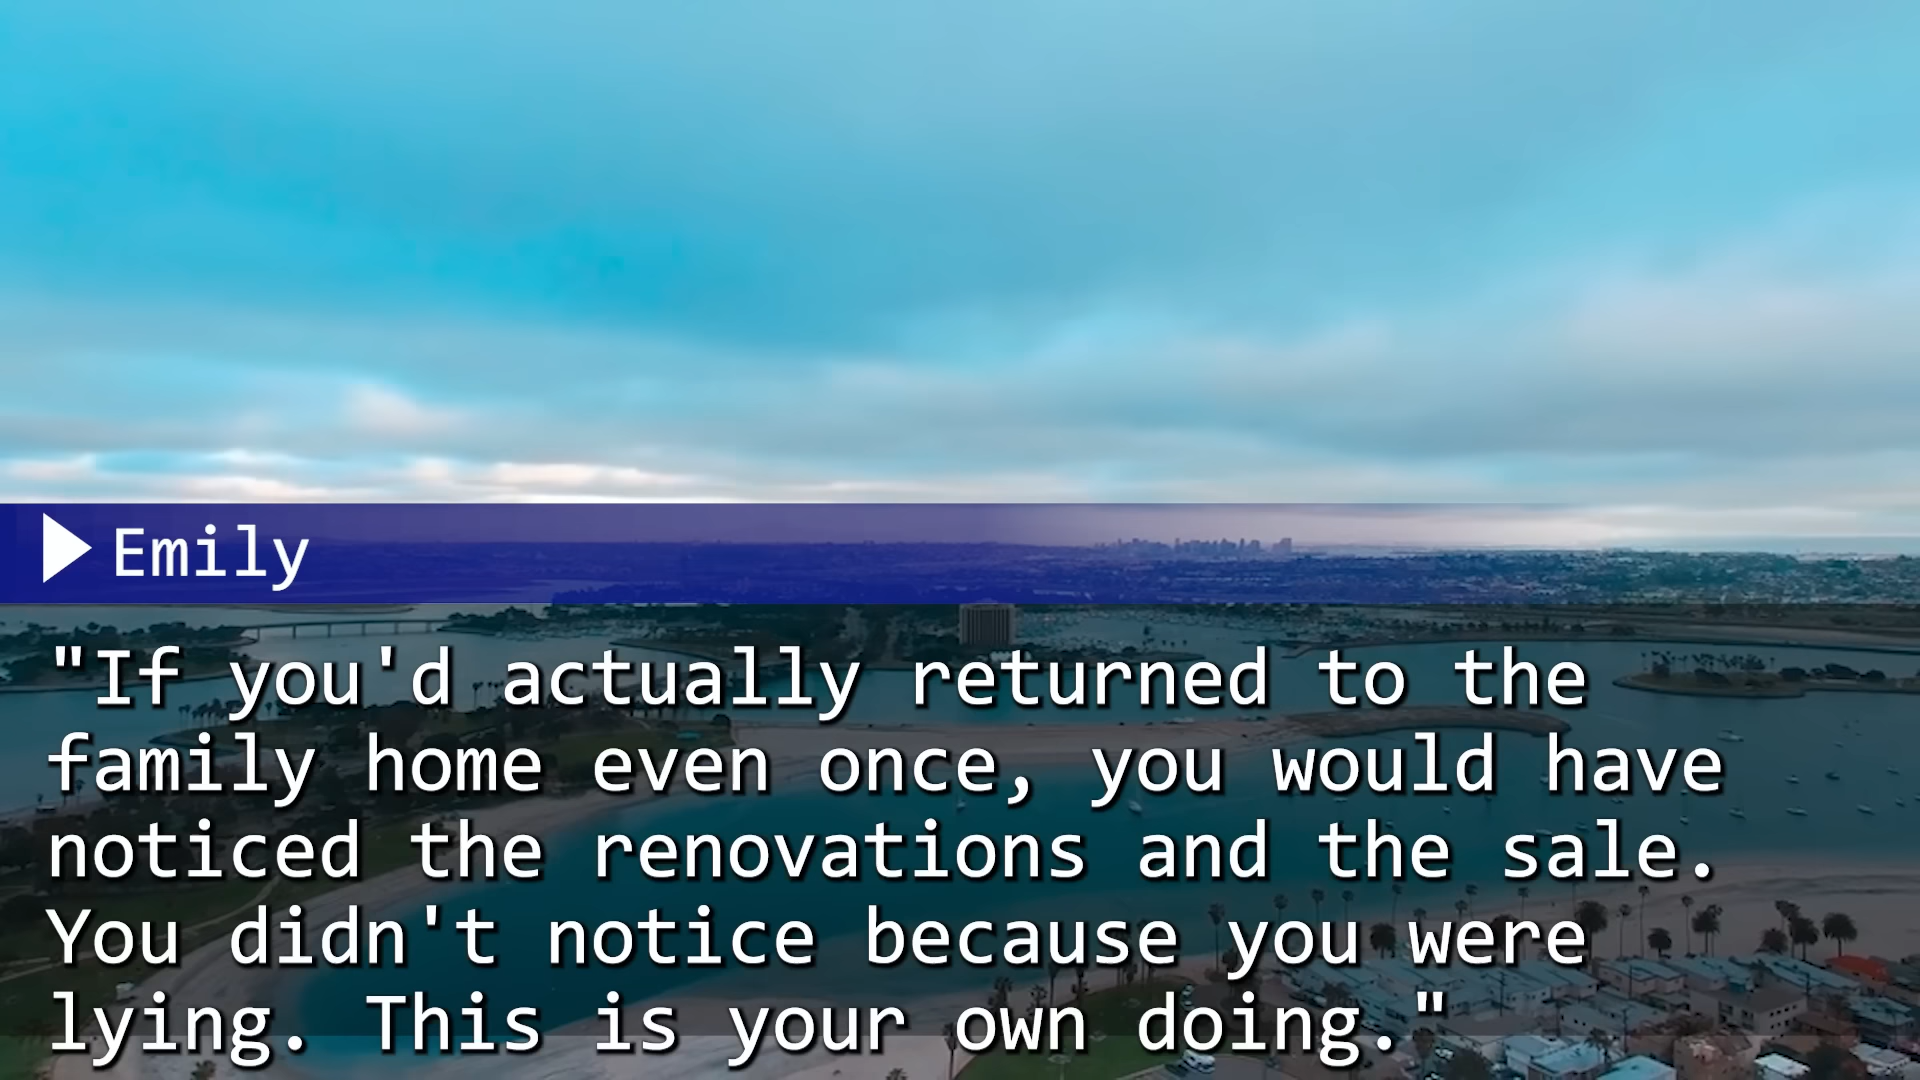 Emily
"If you'd actually returned to the
family home even once, you would have
noticed the renovations and the sale.
You didn't notice because you were
lying. This is your own doing."